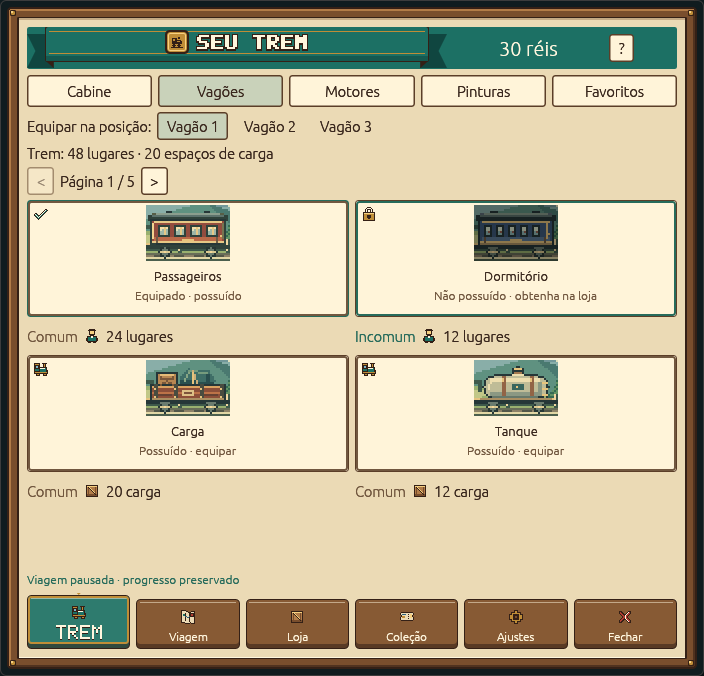 SEU TREM
30 réis
?
Cabine
Vagões
Motores
Pinturas
Favoritos
Equipar na posição: Vagão 1 Vagão 2 Vagão 3
Trem: 48 lugares · 20 espaços de carga
< Página 1 / 5 >
Passageiros
Equipado · possuído
Dormitório
Não possuído · obtenha na loja
Comum 24 lugares
Incomum 12 lugares
Carga
Possuído · equipar
Tanque
Possuído · equipar
Comum 20 carga
Comum 12 carga
Viagem pausada · progresso preservado
TREM
Viagem
Loja
Coleção
Ajustes
Fechar